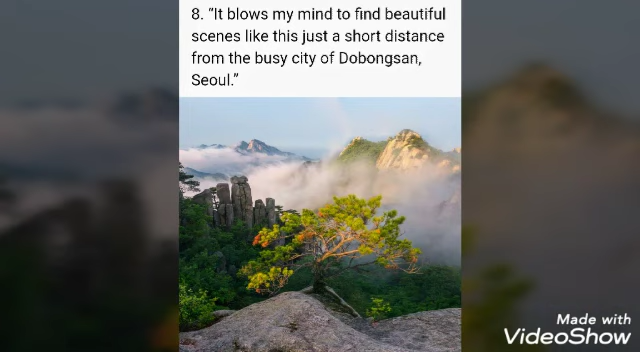 8. “It blows my mind to find beautiful
scenes like this just a short distance
from the busy city of Dobongsan,
Seoul.”
Made with
VideoShow